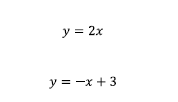 y = 2x
y = −x + 3